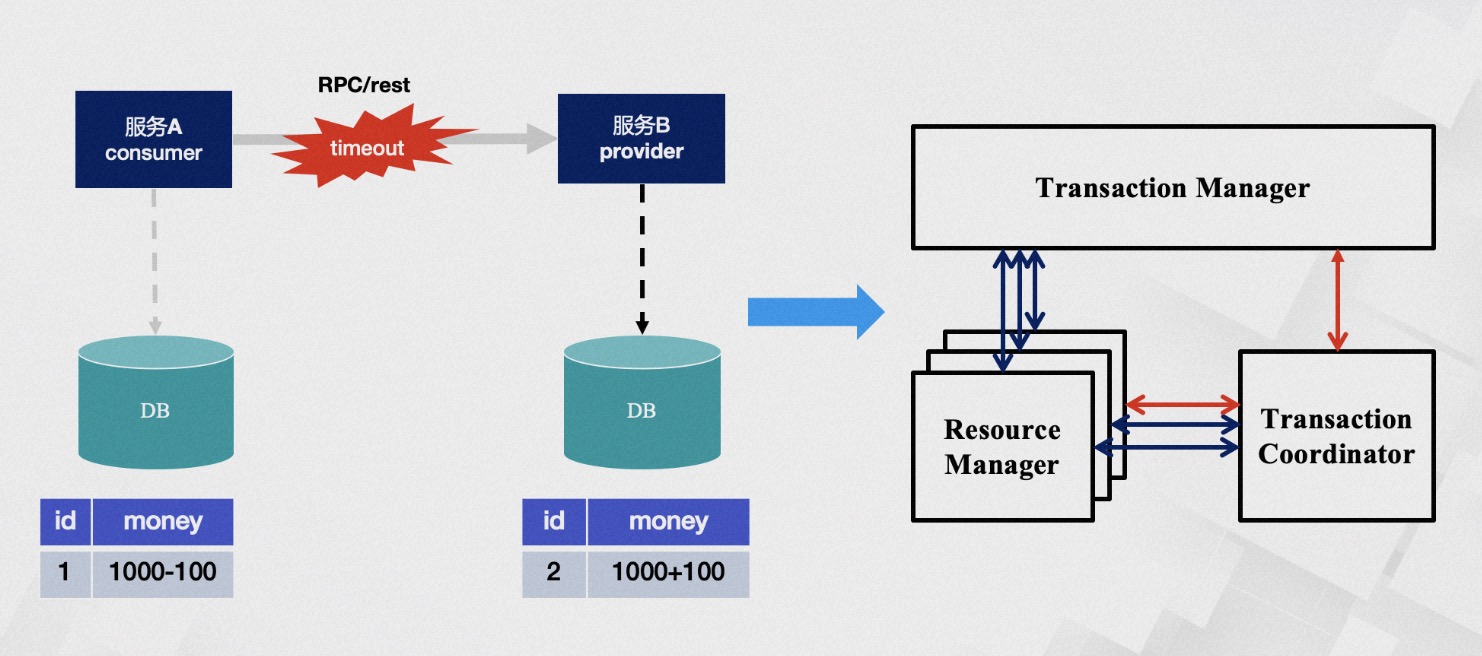 RPC/rest
服务A
consumer
timeout
服务B
provider
DB
DB
id money
1 1000-100
id money
2 1000+100
Transaction Manager
Resource
Manager
Transaction
Coordinator